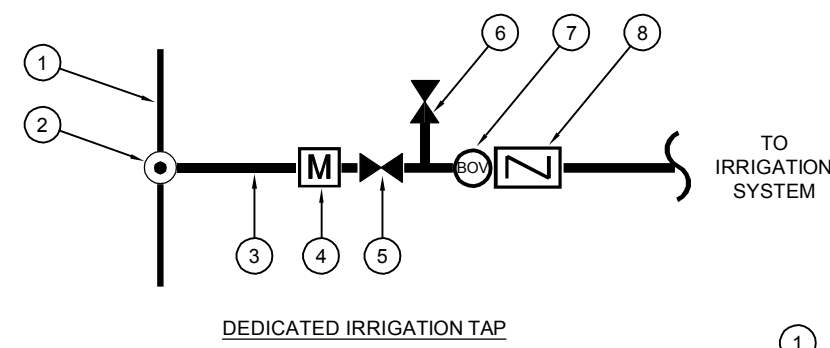 6
7
8
1
2
M
BOV
TO
IRRIGATION
SYSTEM
3
4
5
DEDICATED IRRIGATION TAP
1